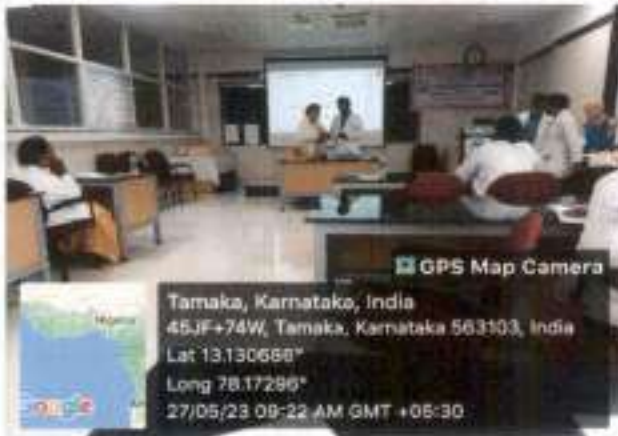 GPS Map Camera
Tamaka, Karnataka, India
45JF+74W, Tamaka, Karnataka 563103, India
Lat 13.130686°
Long 78.17296°
27/05/23 09:22 AM GMT +05:30
Google